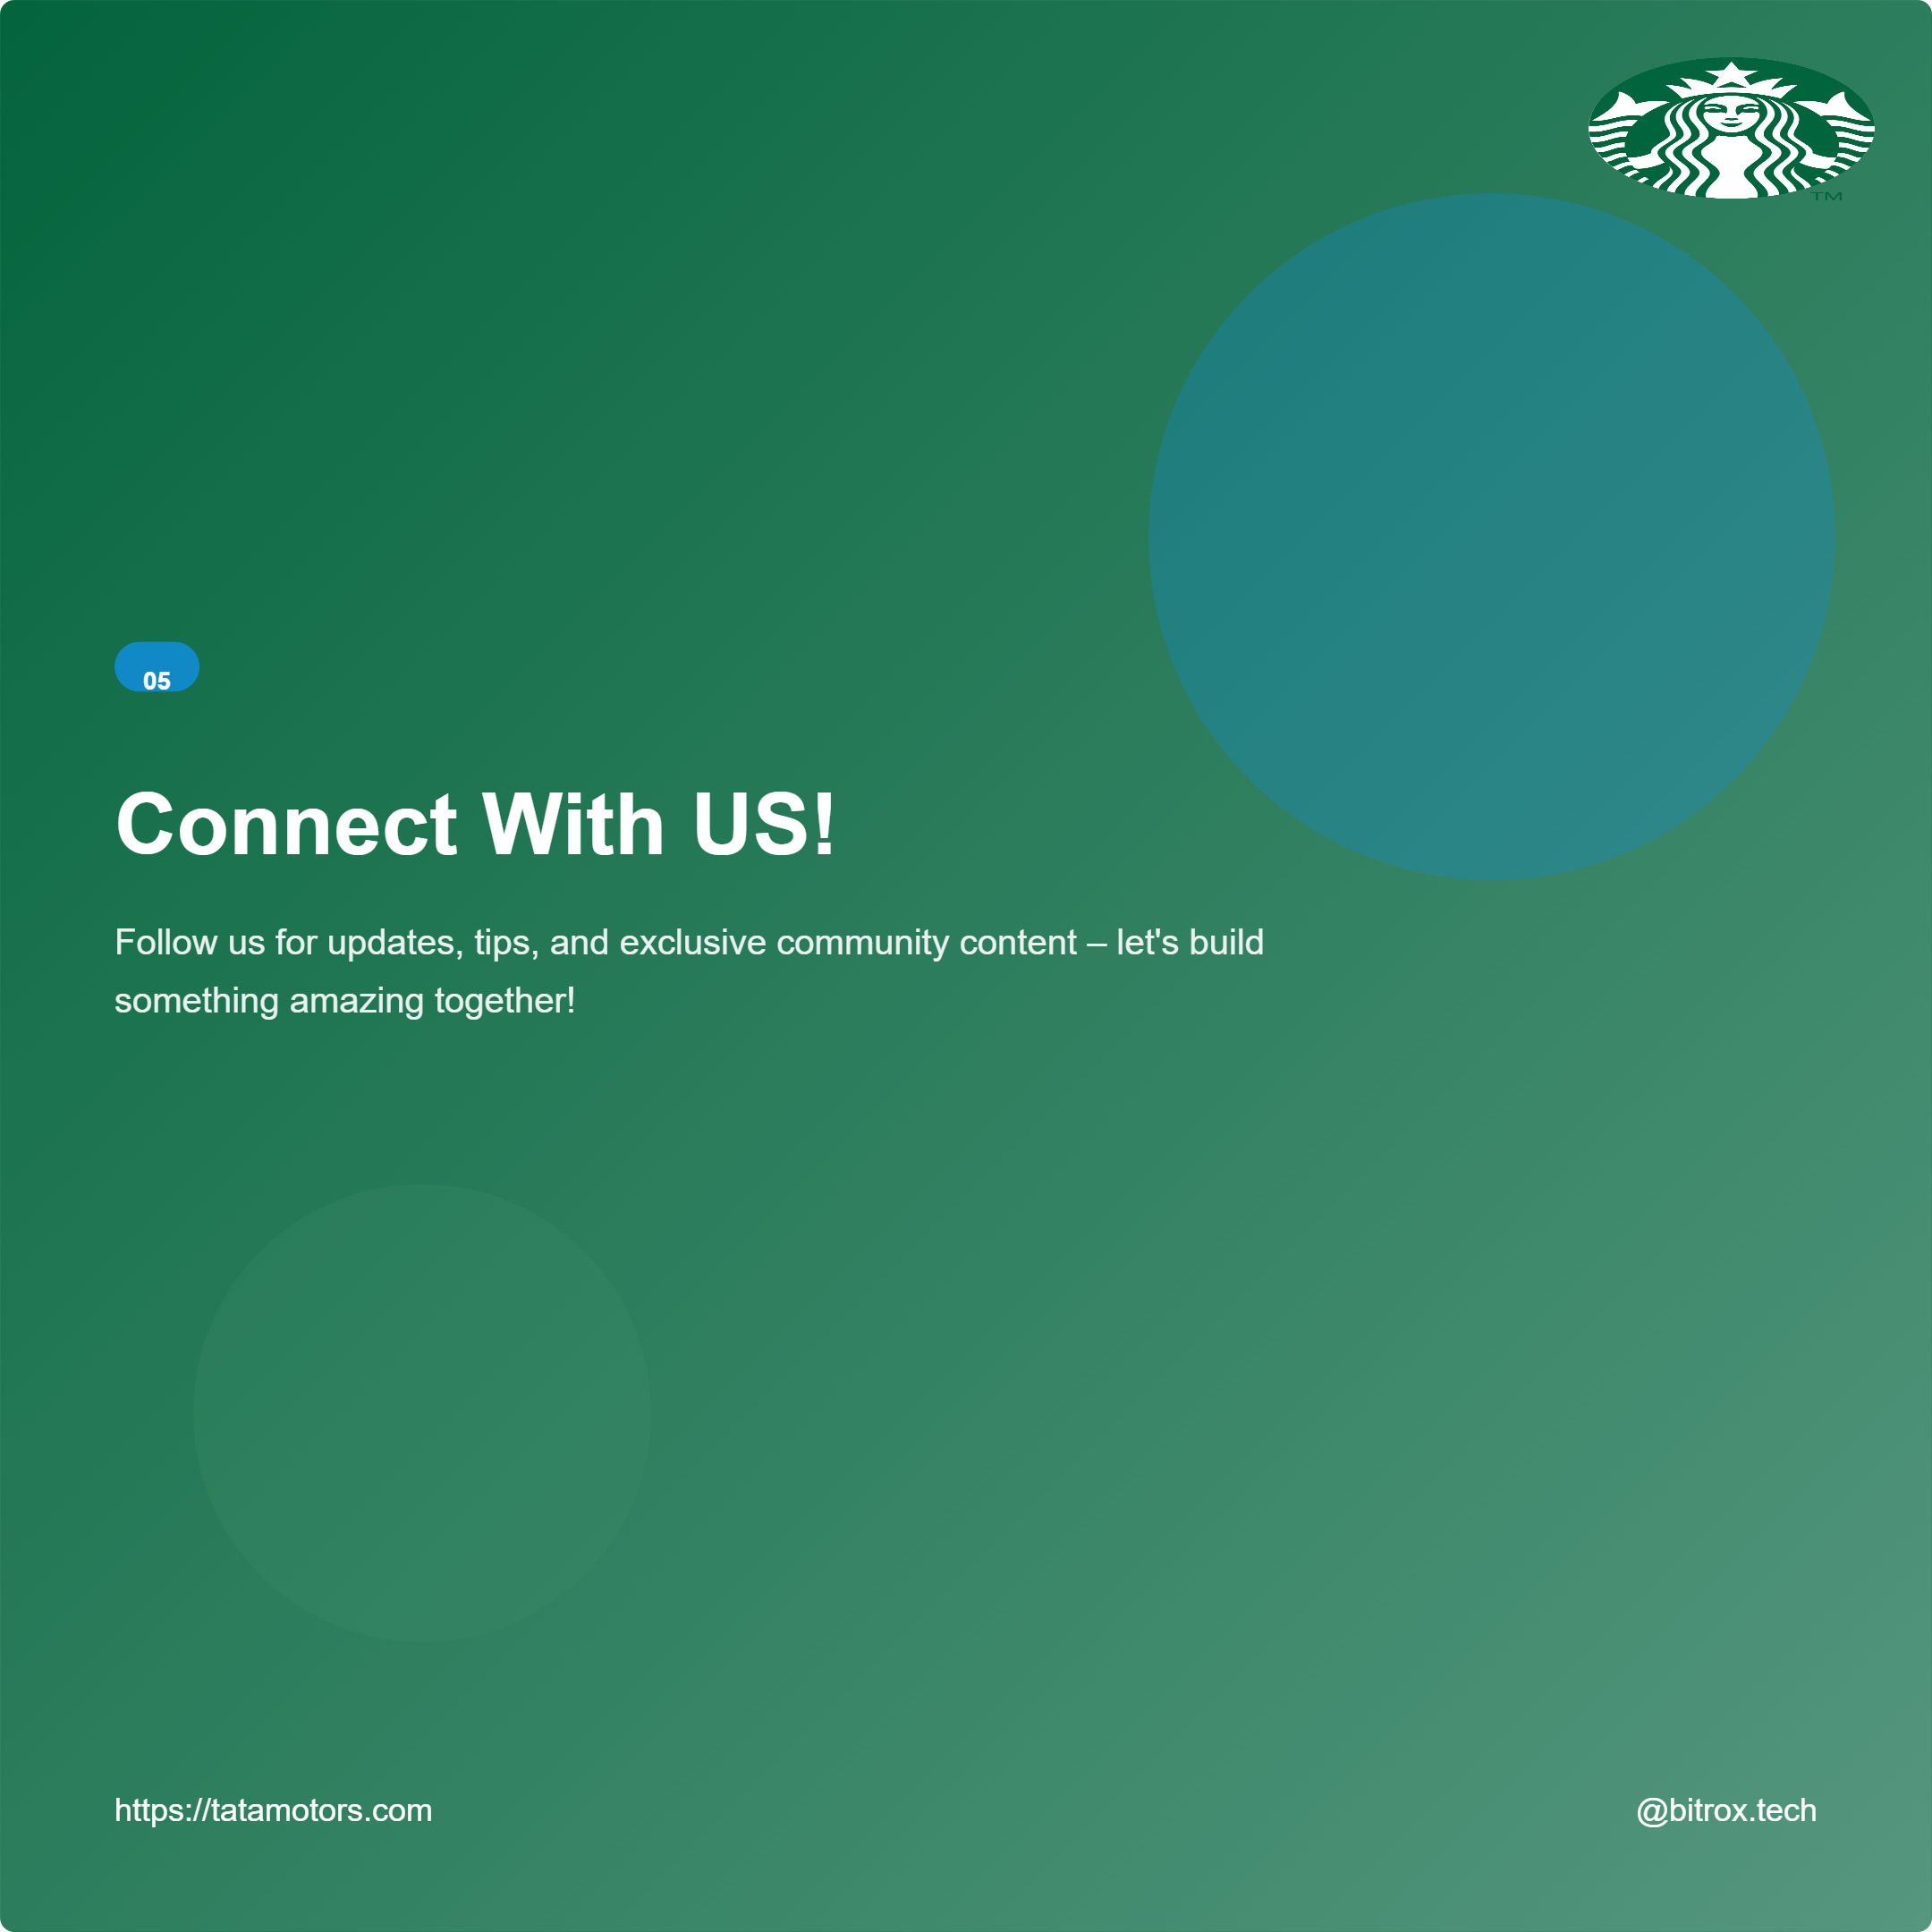 TM
05
Connect With US!
Follow us for updates, tips, and exclusive community content – let's build
something amazing together!
https://tatamotors.com
@bitrox.tech